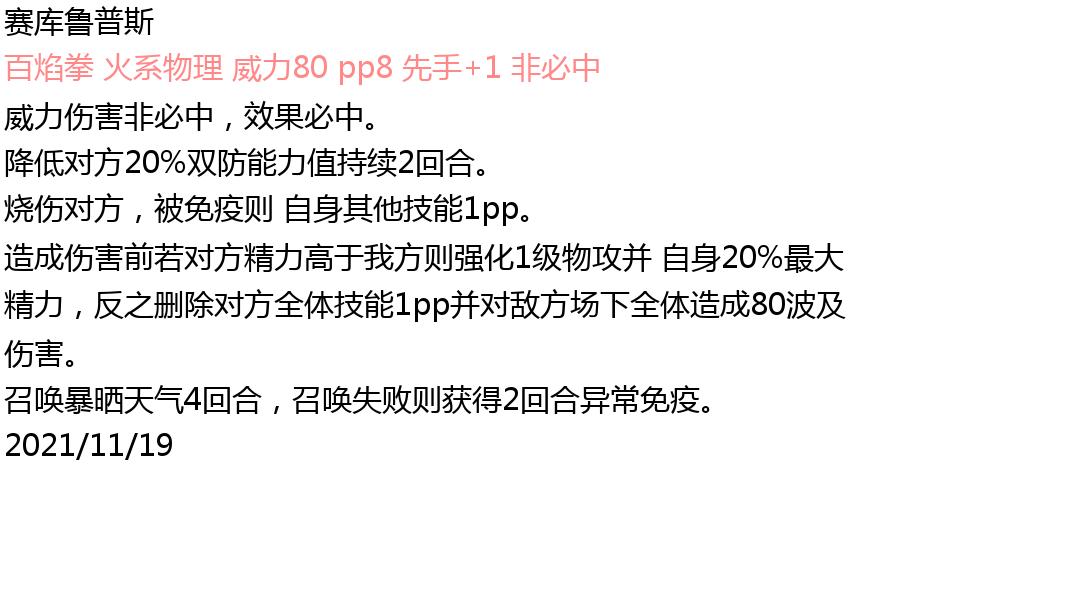 赛库鲁普斯
百焰拳 火系物理 威力80 pp8 先手+1 非必中
威力伤害非必中，效果必中。
降低对方20%双防能力值持续2回合。
烧伤对方，被免疫则 自身其他技能1pp。
造成伤害前若对方精力高于我方则强化1级物攻并 自身20%最大
精力，反之删除对方全体技能1pp并对敌方场下全体造成80波及
伤害。
召唤暴晒天气4回合，召唤失败则获得2回合异常免疫。
2021/11/19